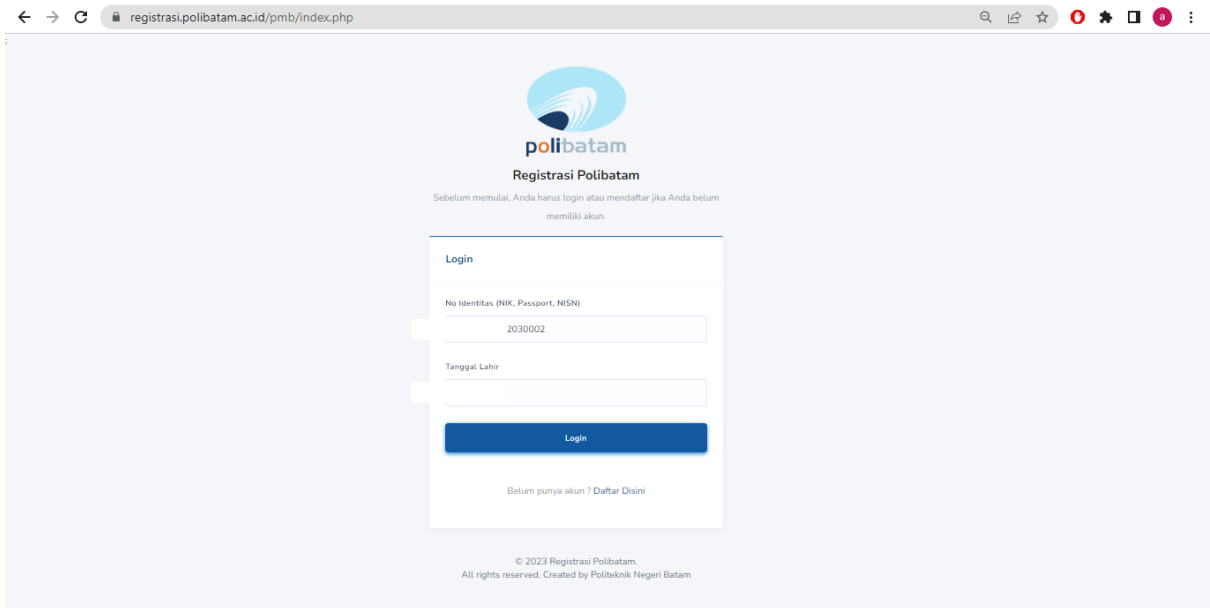 registrasi.polibatam.ac.id/pmb/index.php
a
polibatam
Registrasi Polibatam
Sebelum memulai, Anda harus login atau mendaftar jika Anda belum
memiliki akun.
Login
No Identitas (NIK, Passport, NISN)
2030002
Tanggal Lahir
Login
Belum punya akun ? Daftar Disini
© 2023 Registrasi Polibatam.
All rights reserved. Created by Politeknik Negeri Batam